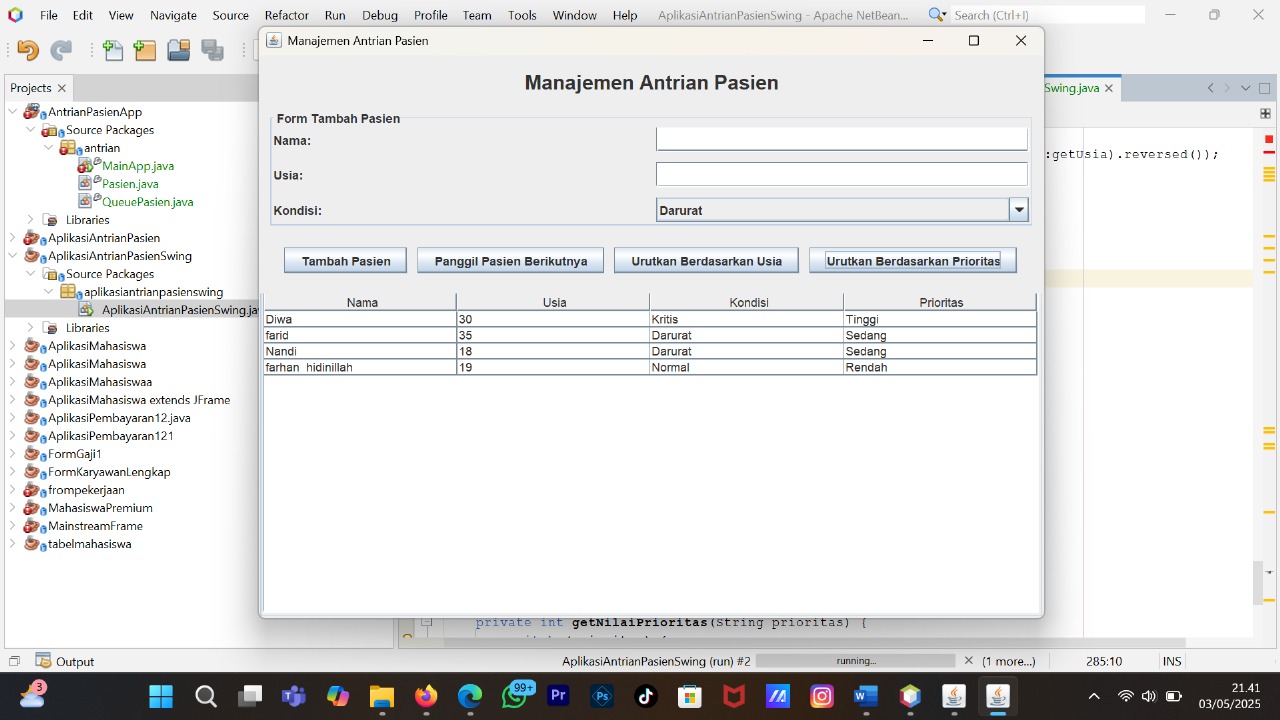 File Edit View Navigate Source Refactor Run Debug Profile Team Tools Window Help AplikasiAntrianPasienSwing - Apache NetBean... Search (Ctrl+I)
Manajemen Antrian Pasien
Projects
Swing.java
Manajemen Antrian Pasien
AntrianPasienApp
Source Packages
antrian
MainApp.java
Pasien.java
QueuePasien.java
Libraries
AplikasiAntrianPasien
AplikasiAntrianPasienSwing
Source Packages
aplikasiantrianpasienswing
AplikasiAntrianPasienSwing.ja
Libraries
AplikasiMahasiswa
AplikasiMahasiswa
AplikasiMahasiswaa
AplikasiMahasiswa extends JFrame
AplikasiPembayaran12.java
AplikasiPembayaran121
FormGaji1
FormKaryawanLengkap
frompekerjaan
MahasiswaPremium
MainstreamFrame
tabelmahasiswa
Form Tambah Pasien
Nama:
Usia:
Kondisi: Darurat
Tambah Pasien Panggil Pasien Berikutnya Urutkan Berdasarkan Usia Urutkan Berdasarkan Prioritas
Nama Usia Kondisi Prioritas
Diwa 30 Kritis Tinggi
farid 35 Darurat Sedang
Nandi 18 Darurat Sedang
farhan hidinillah 19 Normal Rendah
:getUsia).reversed());
private int getNilaiPrioritas(String prioritas) {
Output AplikasiAntrianPasienSwing (run) #2 running... (1 more...) 285:10 INS
3
99+
Pr
Ps
21.41
03/05/2025